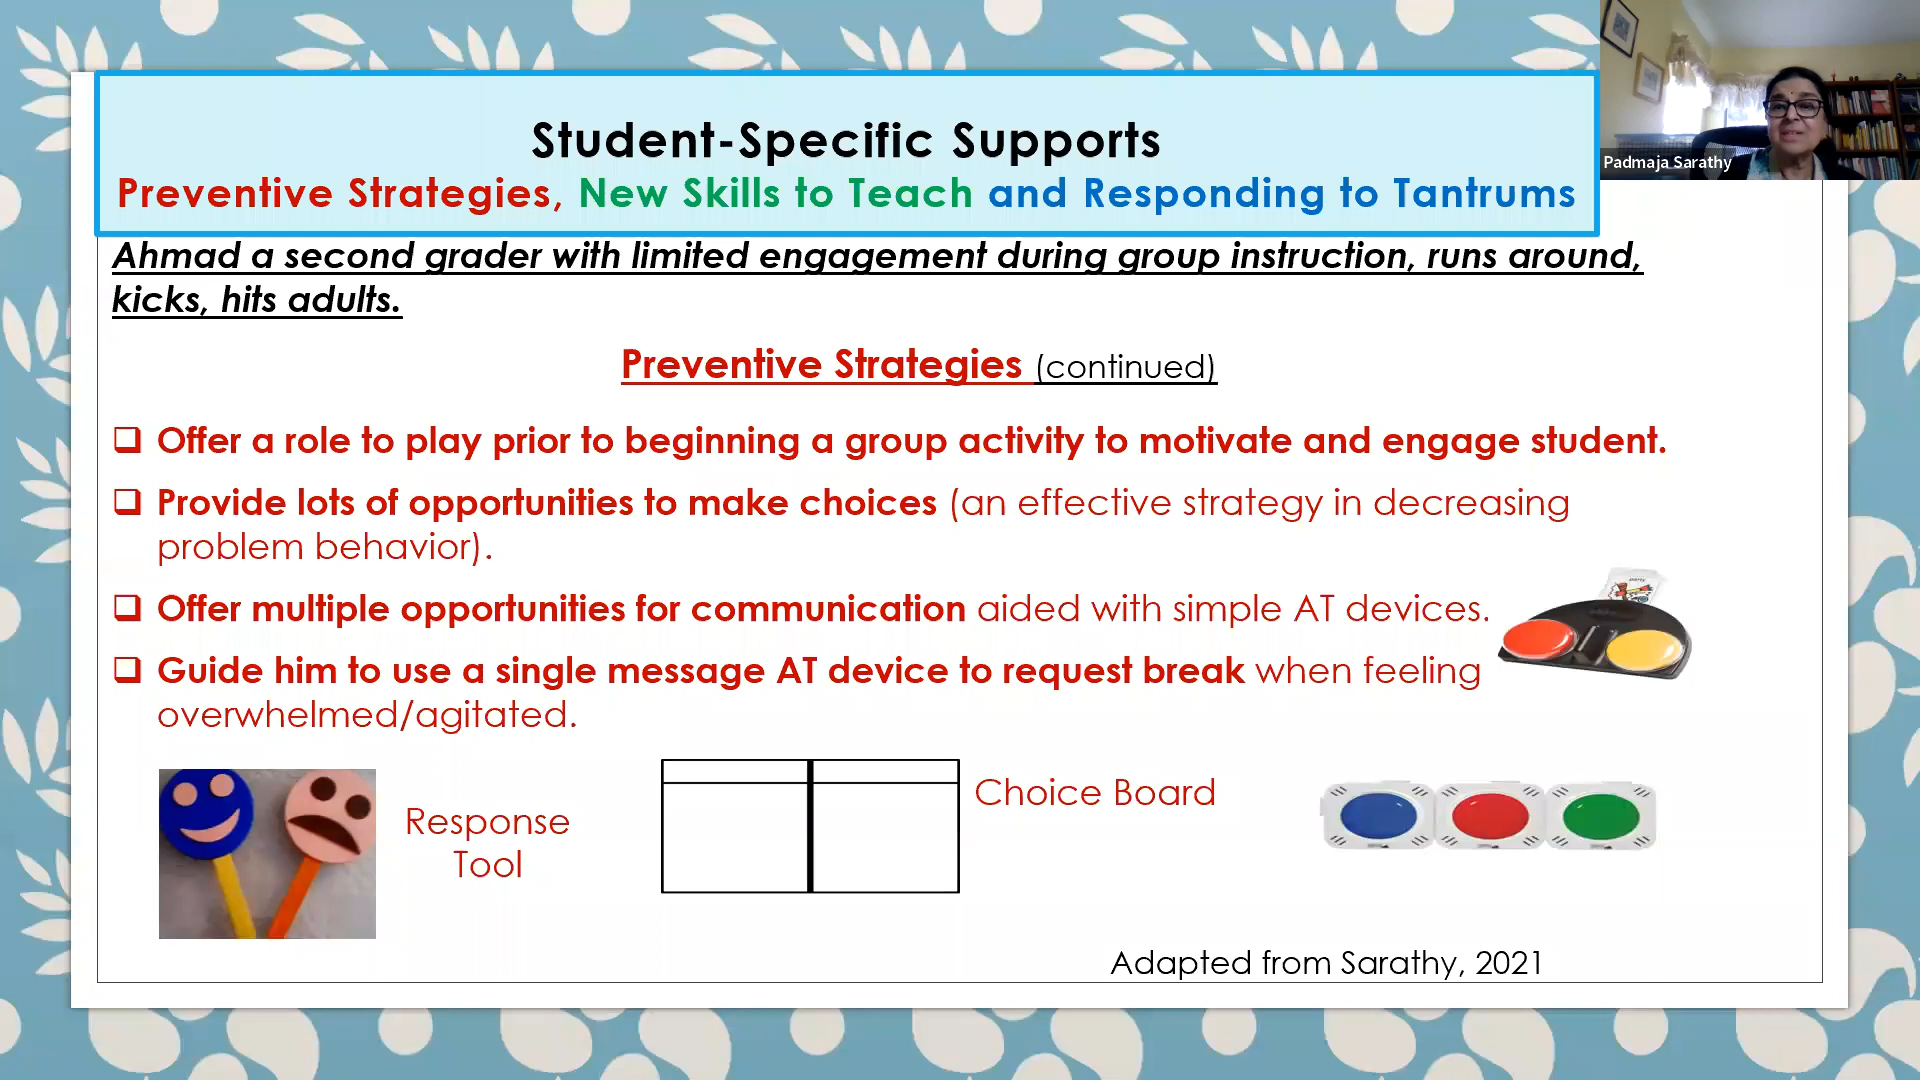 Student-Specific Supports
Preventive Strategies, New Skills to Teach and Responding to Tantrums
Padmaja Sarathy
Ahmad a second grader with limited engagement during group instruction, runs around,
kicks, hits adults.
Preventive Strategies (continued)
❑ Offer a role to play prior to beginning a group activity to motivate and engage student.
❑ Provide lots of opportunities to make choices (an effective strategy in decreasing
problem behavior).
❑ Offer multiple opportunities for communication aided with simple AT devices.
❑ Guide him to use a single message AT device to request break when feeling
overwhelmed/agitated.
Response
Tool
Choice Board
Adapted from Sarathy, 2021